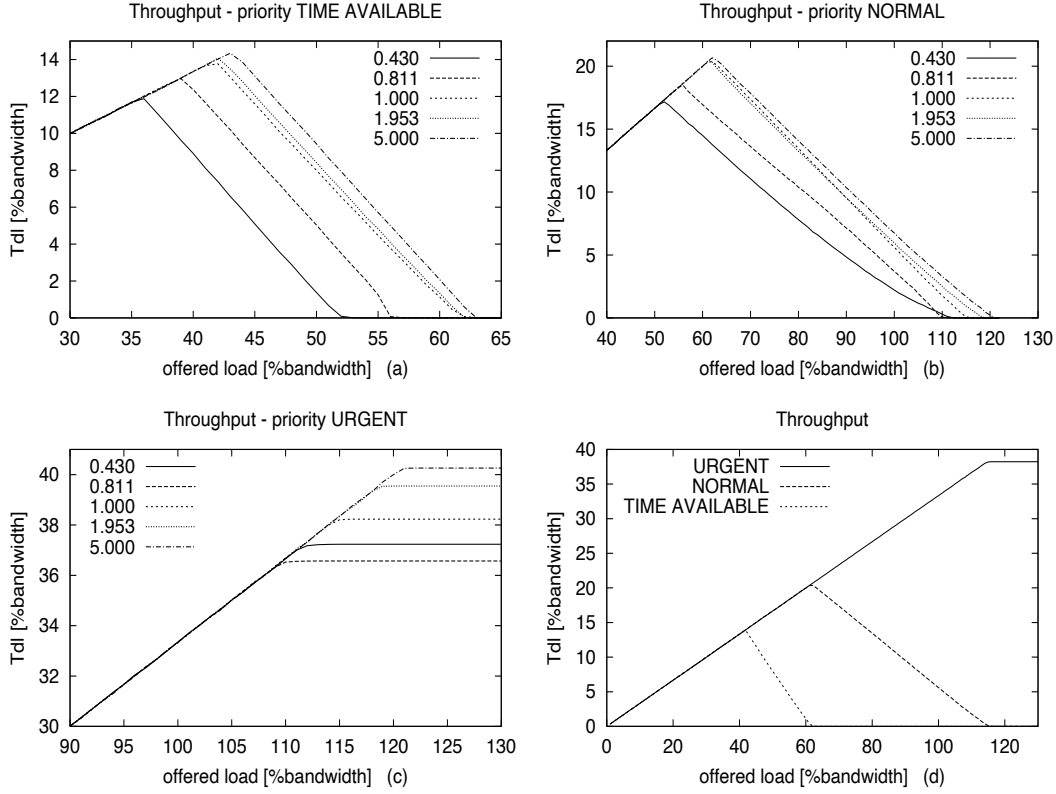 Throughput - priority TIME AVAILABLE
14
12
10
8
6
4
2
0
Tdl [%bandwidth]
0.430
0.811
1.000
1.953
5.000
30 35 40 45 50 55 60 65
offered load [%bandwidth] (a)
Throughput - priority NORMAL
20
15
10
5
0
Tdl [%bandwidth]
0.430
0.811
1.000
1.953
5.000
40 50 60 70 80 90 100 110 120 130
offered load [%bandwidth] (b)
Throughput - priority URGENT
40
38
36
34
32
30
Tdl [%bandwidth]
0.430
0.811
1.000
1.953
5.000
90 95 100 105 110 115 120 125 130
offered load [%bandwidth] (c)
Throughput
40
35
30
25
20
15
10
5
0
Tdl [%bandwidth]
URGENT
NORMAL
TIME AVAILABLE
0 20 40 60 80 100 120
offered load [%bandwidth] (d)